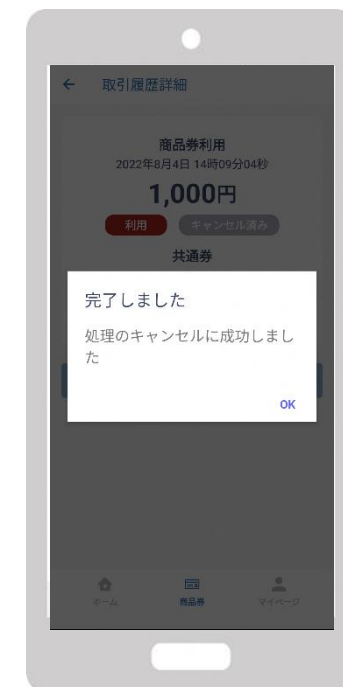 ← 取引履歴詳細
商品券利用
2022年8月4日 14時09分04秒
1,000円
利用 キャンセル済み
共通券
完了しました
処理のキャンセルに成功しまし
た
OK
ホーム 商品券 マイページ